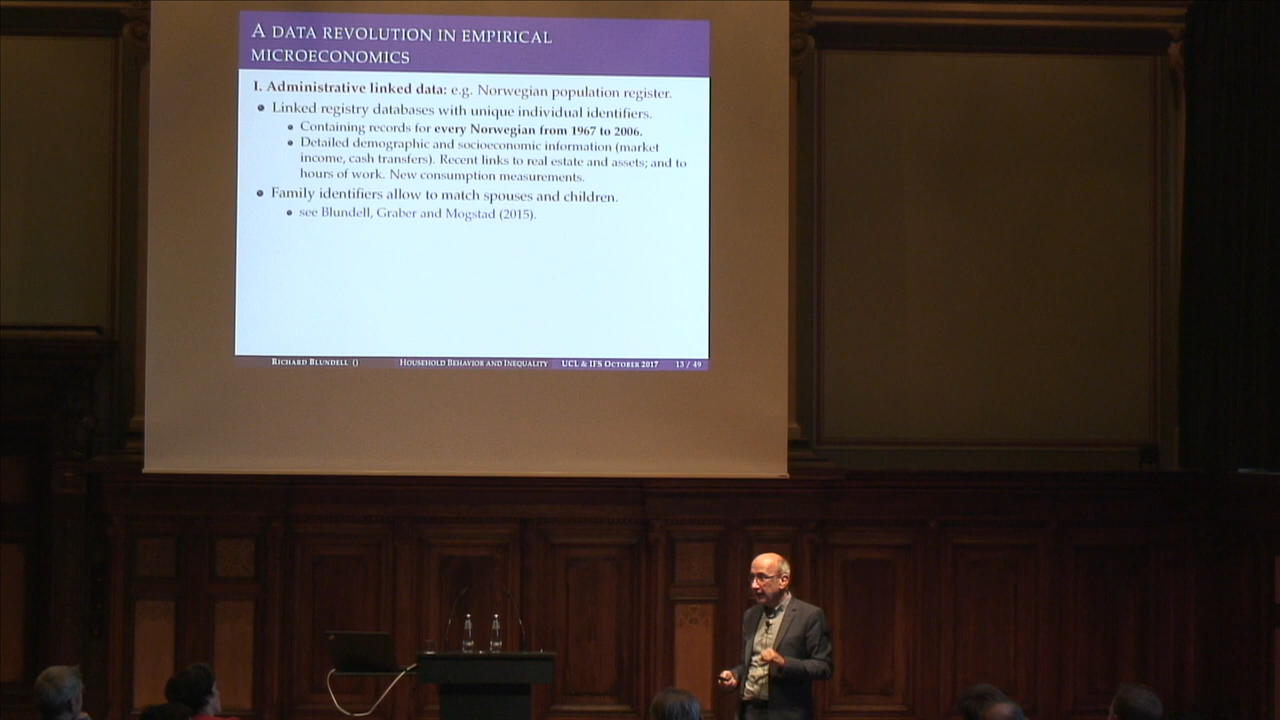 A DATA REVOLUTION IN EMPIRICAL
MICROECONOMICS
I. Administrative linked data: e.g. Norwegian population register.
Linked registry databases with unique individual identifiers.
Containing records for every Norwegian from 1967 to 2006.
Detailed demographic and socioeconomic information (market
income, cash transfers). Recent links to real estate and assets; and to
hours of work. New consumption measurements.
Family identifiers allow to match spouses and children.
see Blundell, Graber and Mogstad (2015).
RICHARD BLUNDELL () HOUSEHOLD BEHAVIOR AND INEQUALITY UCL & IFS OCTOBER 2017 13 / 49